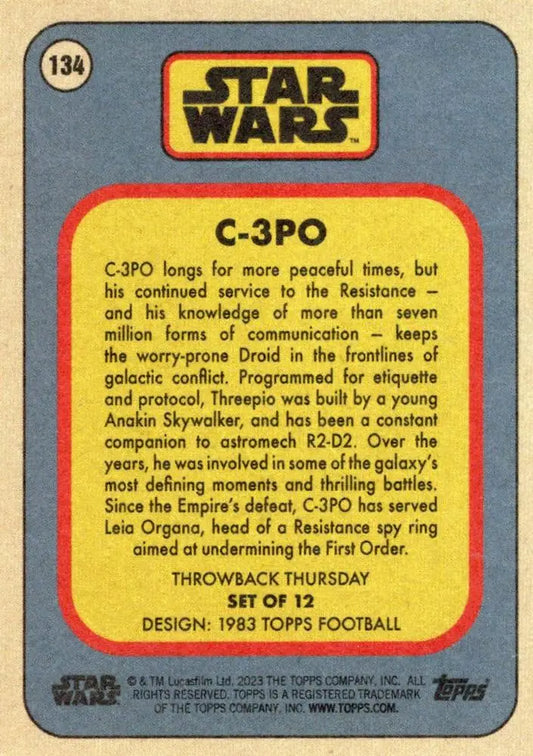 134
STAR
WARS
TM
C-3PO
C-3PO longs for more peaceful times, but
his continued service to the Resistance –
and his knowledge of more than seven
million forms of communication – keeps
the worry-prone Droid in the frontlines of
galactic conflict. Programmed for etiquette
and protocol, Threepio was built by a young
Anakin Skywalker, and has been a constant
companion to astromech R2-D2. Over the
years, he was involved in some of the galaxy's
most defining moments and thrilling battles.
Since the Empire's defeat, C-3PO has served
Leia Organa, head of a Resistance spy ring
aimed at undermining the First Order.
THROWBACK THURSDAY
SET OF 12
DESIGN: 1983 TOPPS FOOTBALL
STAR
WARS
© & TM Lucasfilm Ltd. 2023 THE TOPPS COMPANY, INC. ALL
RIGHTS RESERVED. TOPPS IS A REGISTERED TRADEMARK
OF THE TOPPS COMPANY, INC. WWW.TOPPS.COM.
Topps